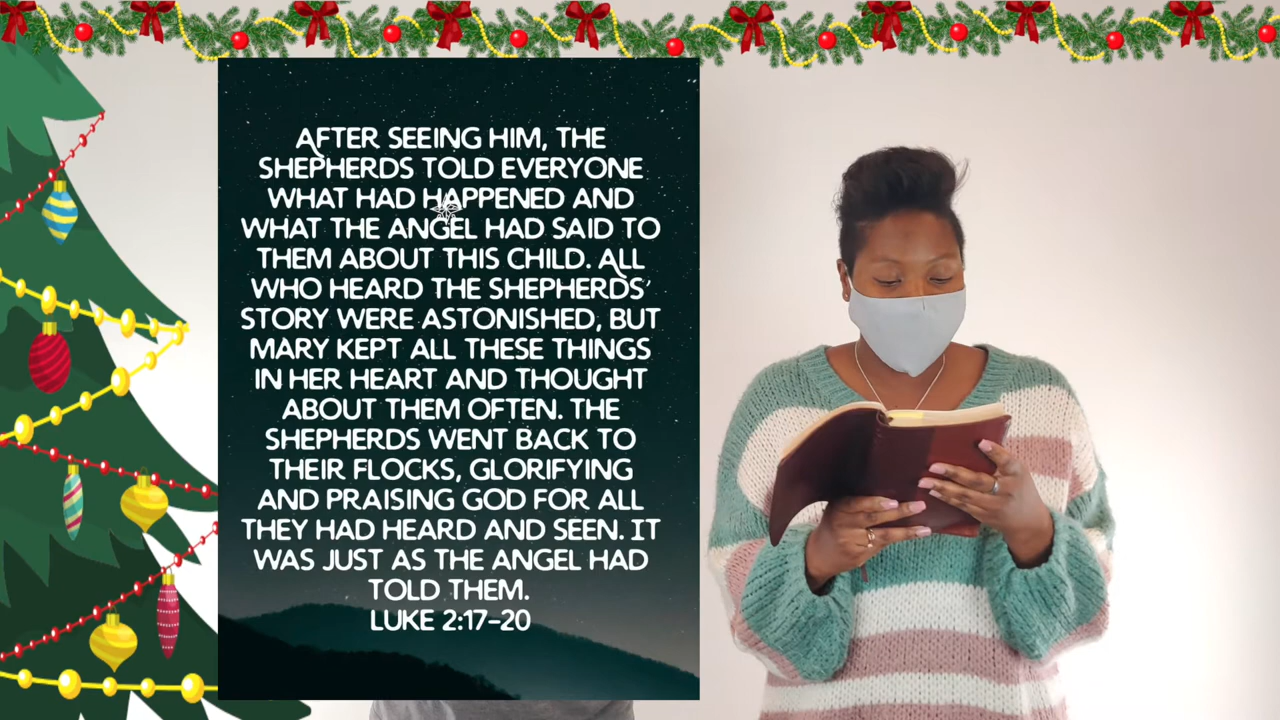 AFTER SEEING HIM, THE
SHEPHERDS TOLD EVERYONE
WHAT HAD HAPPENED AND
WHAT THE ANGEL HAD SAID TO
THEM ABOUT THIS CHILD. ALL
WHO HEARD THE SHEPHERDS'
STORY WERE ASTONISHED, BUT
MARY KEPT ALL THESE THINGS
IN HER HEART AND THOUGHT
ABOUT THEM OFTEN. THE
SHEPHERDS WENT BACK TO
THEIR FLOCKS, GLORIFYING
AND PRAISING GOD FOR ALL
THEY HAD HEARD AND SEEN. IT
WAS JUST AS THE ANGEL HAD
TOLD THEM.
LUKE 2:17-20